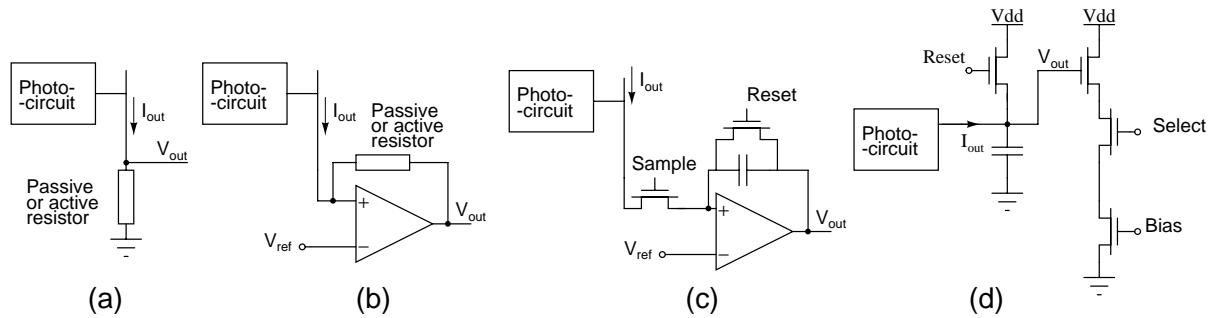 Photo-
-circuit
I_out
V_out
Passive
or active
resistor
(a)
Photo-
-circuit
I_out
Passive
or active
resistor
+
−
V_ref
V_out
(b)
Photo-
-circuit
I_out
Reset
Sample
+
−
V_ref
V_out
(c)
Vdd
Vdd
Reset
V_out
Photo-
-circuit
I_out
Select
Bias
(d)